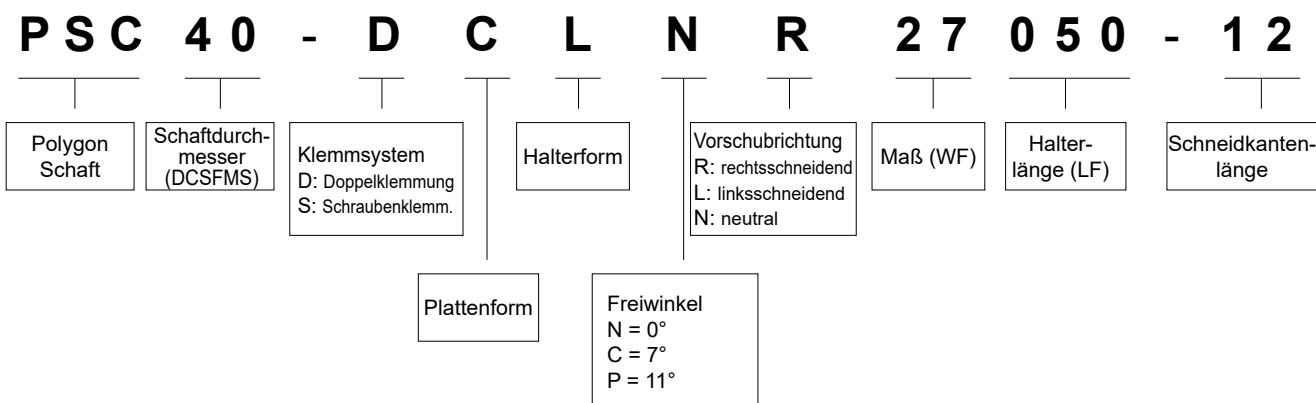 PSC 40 - D C L N R 27 050 - 12
Polygon
Schaft
Schaftdurch-
messer
(DCSFMS)
Klemmsystem
D: Doppelklemmung
S: Schraubenklemm.
Halterform
Vorschubrichtung
R: rechtsschneidend
L: linksschneidend
N: neutral
Maß (WF)
Halter-
länge (LF)
Schneidkanten-
länge
Plattenform
Freiwinkel
N = 0°
C = 7°
P = 11°